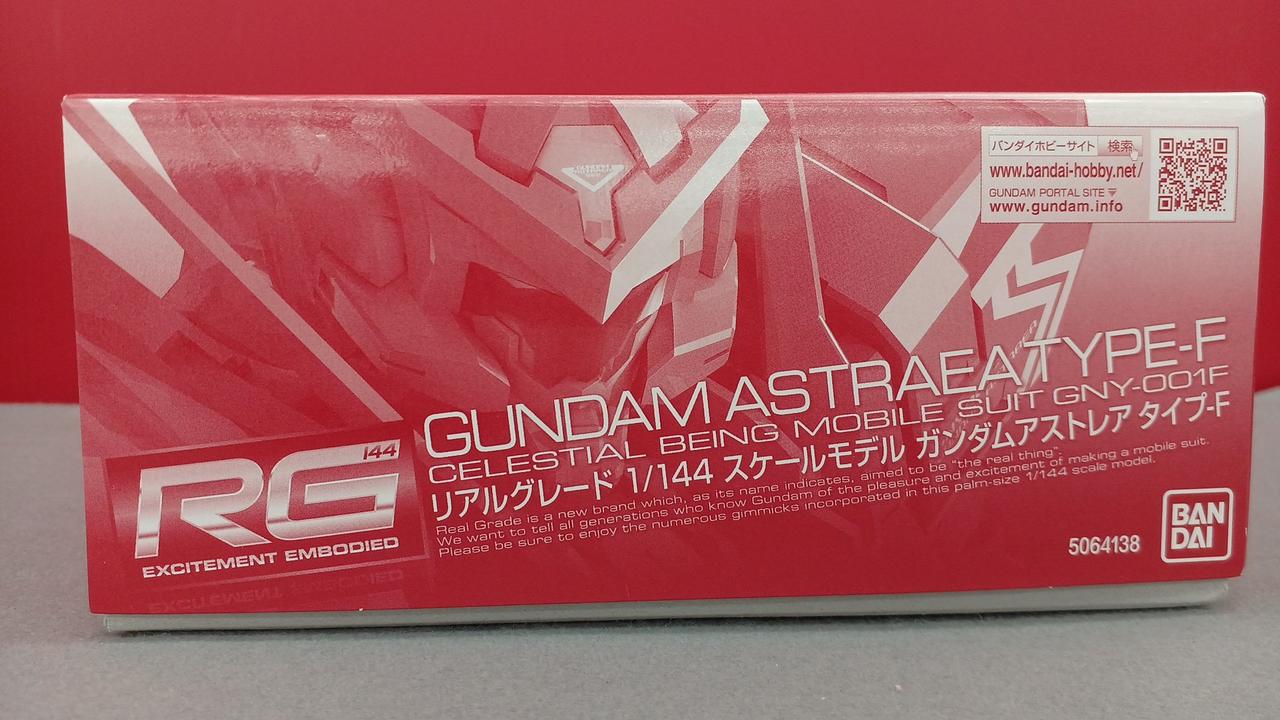 バンダイホビーサイト 検索
www.bandai-hobby.net/
GUNDAM PORTAL SITE▼
www.gundam.info
GUNDAM ASTRAEA TYPE-F
CELESTIAL BEING MOBILE SUIT GNY-001F
リアルグレード 1/144 スケールモデル ガンダムアストレア タイプ-F
Real Grade is a new brand which, as its name indicates, aimed to be "the real thing".
We want to tell all generations who know Gundam of the pleasure and excitement of making a mobile suit.
Please be sure to enjoy the numerous gimmicks incorporated in this palm-size 1/144 scale model.
144
RG
EXCITEMENT EMBODIED
5064138
BAN
DAI